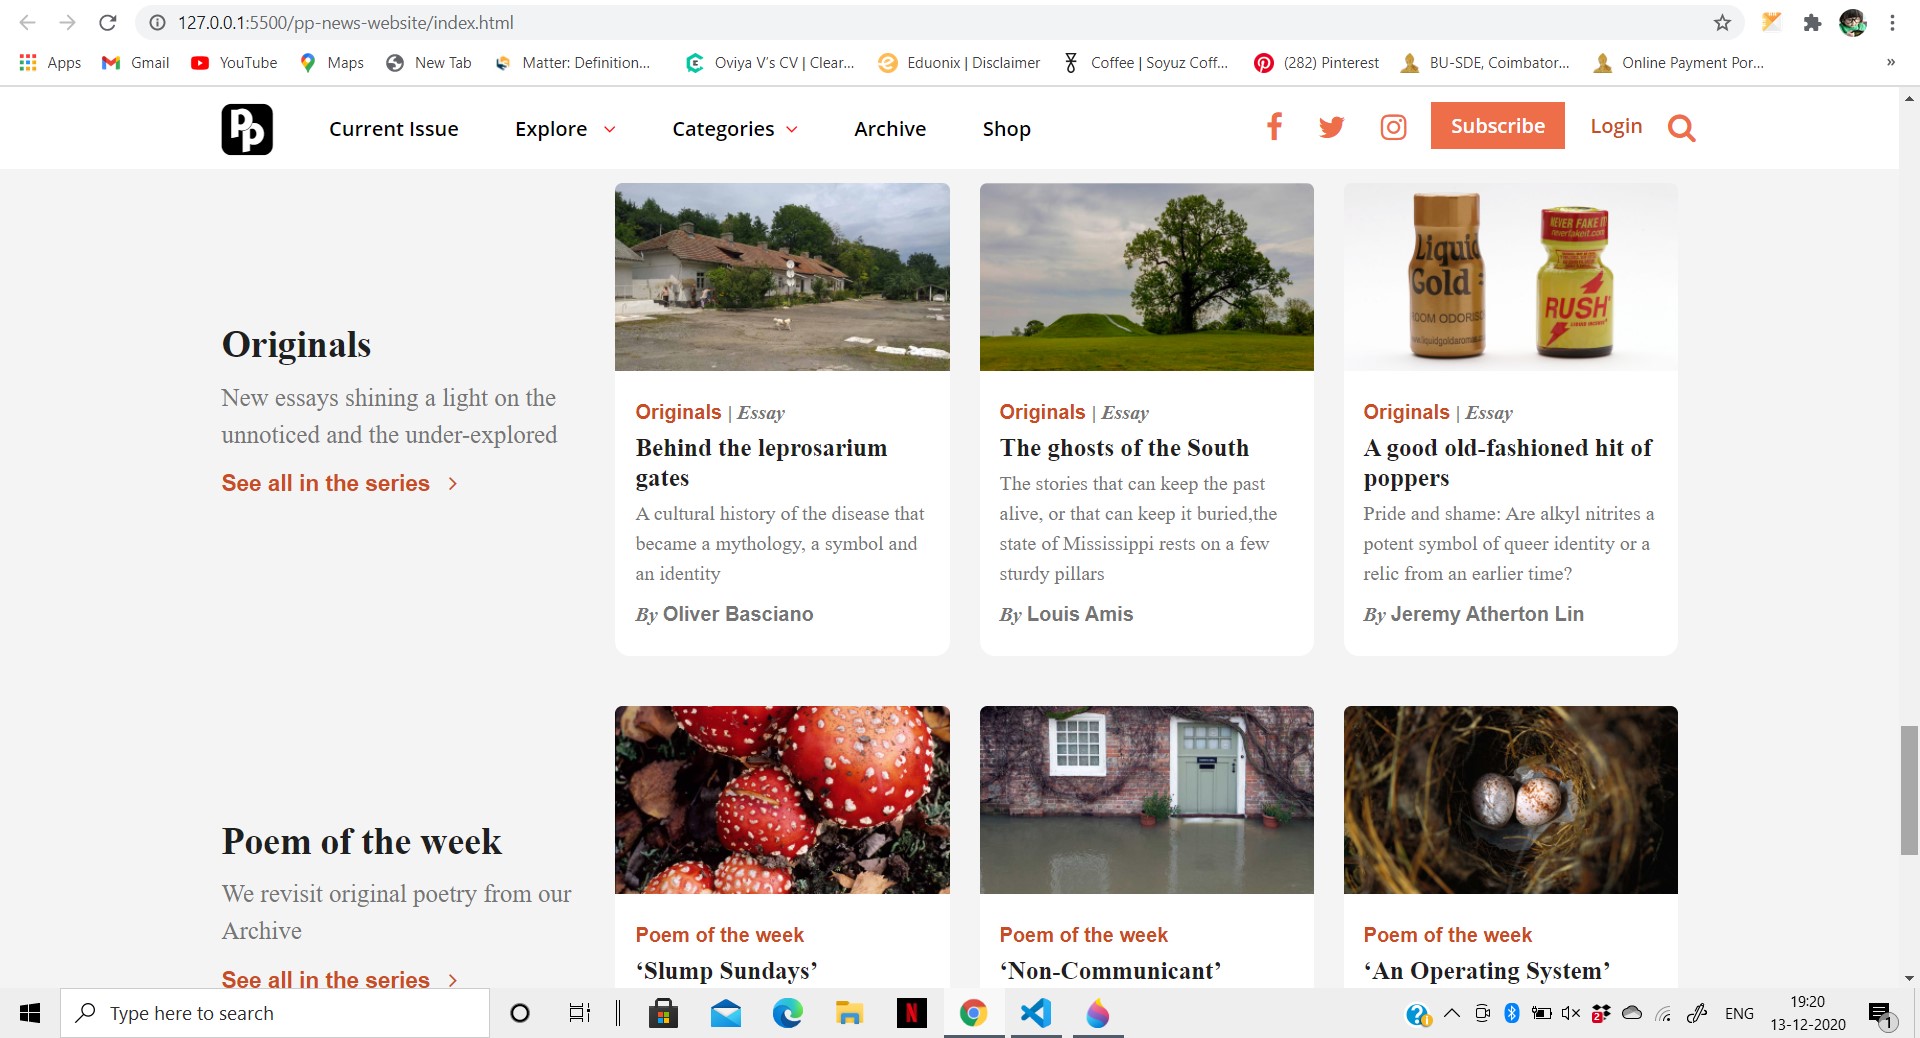 127.0.0.1:5500/pp-news-website/index.html
Apps Gmail YouTube Maps New Tab Matter: Definition... Oviya V's CV | Clear... Eduonix | Disclaimer Coffee | Soyuz Coff... (282) Pinterest BU-SDE, Coimbator... Online Payment Por... »
Pp Current Issue Explore Categories Archive Shop Subscribe Login
Liquid
Gold
ROOM ODORIS
NEVER FAKE IT
RUSH
Originals
New essays shining a light on the
unnoticed and the under-explored
See all in the series
Originals | Essay
Behind the leprosarium
gates
A cultural history of the disease that
became a mythology, a symbol and
an identity
By Oliver Basciano
Originals | Essay
The ghosts of the South
The stories that can keep the past
alive, or that can keep it buried,the
state of Mississippi rests on a few
sturdy pillars
By Louis Amis
Originals | Essay
A good old-fashioned hit of
poppers
Pride and shame: Are alkyl nitrites a
potent symbol of queer identity or a
relic from an earlier time?
By Jeremy Atherton Lin
Poem of the week
We revisit original poetry from our
Archive
See all in the series
Poem of the week
‘Slump Sundays’
Poem of the week
‘Non-Communicant’
Poem of the week
‘An Operating System’
Type here to search
N
2
ENG
19:20
13-12-2020
1